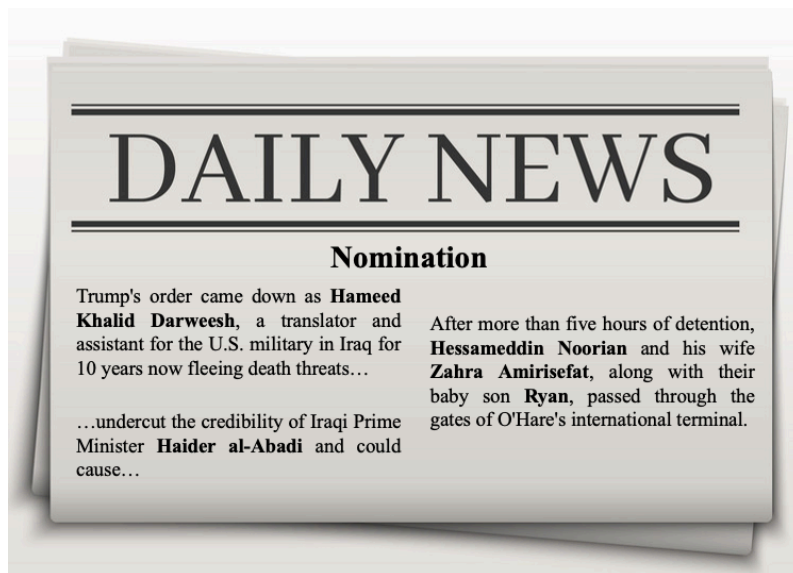 DAILY NEWS
Nomination
Trump's order came down as Hameed
Khalid Darweesh, a translator and
assistant for the U.S. military in Iraq for
10 years now fleeing death threats…
…undercut the credibility of Iraqi Prime
Minister Haider al-Abadi and could
cause…
After more than five hours of detention,
Hessameddin Noorian and his wife
Zahra Amirisefat, along with their
baby son Ryan, passed through the
gates of O'Hare's international terminal.